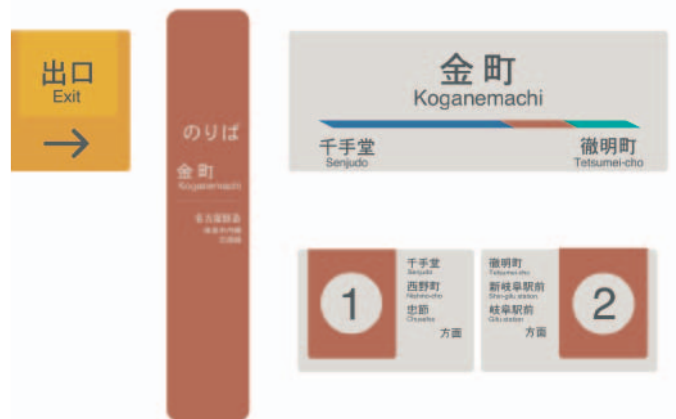 出口
Exit
のりば
金町
Koganemachi
金町
Koganemachi
千手堂
Senjudo
徹明町
Tetsumei-cho
1
千手堂
Senjudo
西野町
Nishino-cho
忠節
Chusetsu
方面
徹明町
Tetsumei-cho
新岐阜駅前
Shin-gifu station
岐阜駅前
Gifu station
方面
2